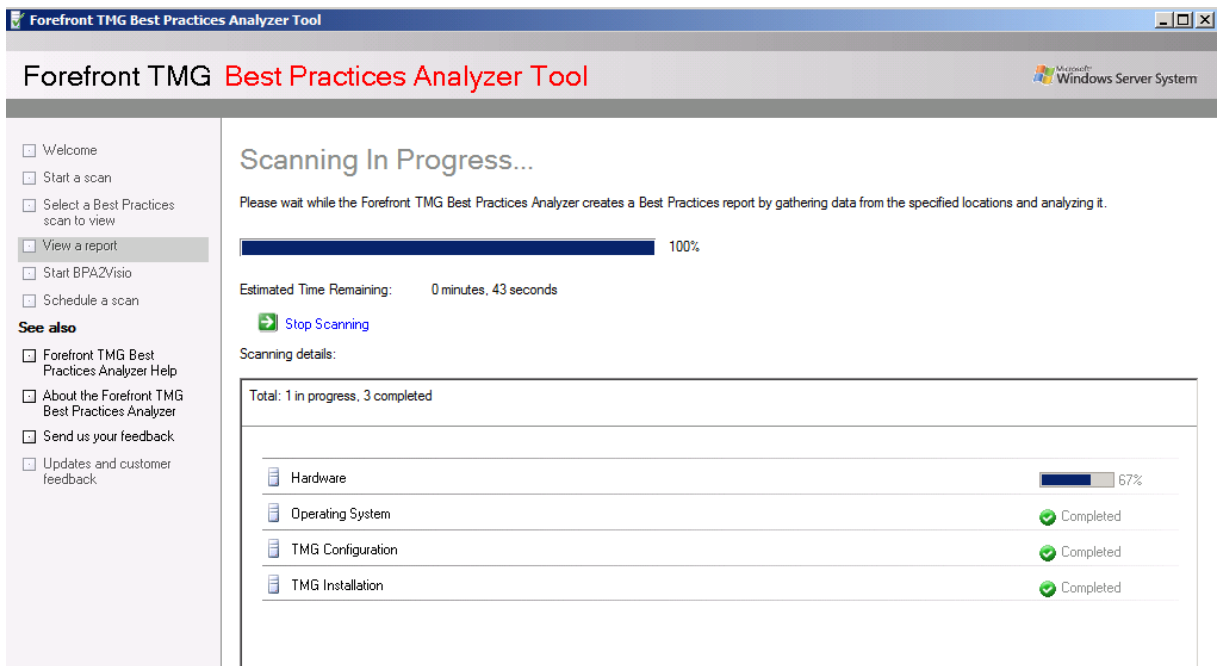 Forefront TMG Best Practices Analyzer Tool
Forefront TMG Best Practices Analyzer Tool
Microsoft
Windows Server System
Welcome
Start a scan
Select a Best Practices
scan to view
View a report
Start BPA2Visio
Schedule a scan
See also
Forefront TMG Best
Practices Analyzer Help
About the Forefront TMG
Best Practices Analyzer
Send us your feedback
Updates and customer
feedback
Scanning In Progress...
Please wait while the Forefront TMG Best Practices Analyzer creates a Best Practices report by gathering data from the specified locations and analyzing it.
100%
Estimated Time Remaining: 0 minutes, 43 seconds
Stop Scanning
Scanning details:
Total: 1 in progress, 3 completed
Hardware 67%
Operating System Completed
TMG Configuration Completed
TMG Installation Completed